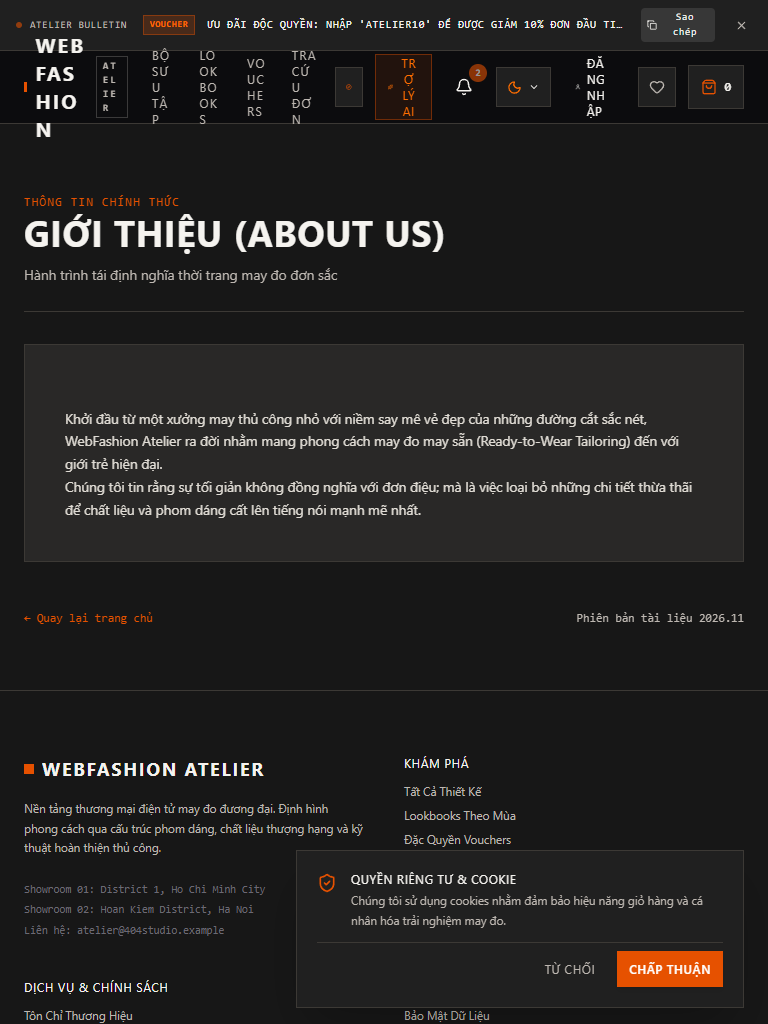 ATELIER BULLETIN
VOUCHER
ƯU ĐÃI ĐỘC QUYỀN: NHẬP 'ATELIER10' ĐỂ ĐƯỢC GIẢM 10% ĐƠN ĐẦU TI…
Sao
chép
WEB
FAS
HIO
N
AT
EL
IE
R
BỘ
SƯ
U
TẬ
P
LO
OK
BO
OK
S
VO
UC
HE
RS
TRA
CỨ
U
ĐƠ
N
TR
Ợ
LÝ
AI
2
ĐĂ
NG
NH
ẬP
0
THÔNG TIN CHÍNH THỨC
GIỚI THIỆU (ABOUT US)
Hành trình tái định nghĩa thời trang may đo đơn sắc
Khởi đầu từ một xưởng may thủ công nhỏ với niềm say mê vẻ đẹp của những đường cắt sắc nét,
WebFashion Atelier ra đời nhằm mang phong cách may đo may sẵn (Ready-to-Wear Tailoring) đến với
giới trẻ hiện đại.
Chúng tôi tin rằng sự tối giản không đồng nghĩa với đơn điệu; mà là việc loại bỏ những chi tiết thừa thãi
để chất liệu và phom dáng cất lên tiếng nói mạnh mẽ nhất.
← Quay lại trang chủ
Phiên bản tài liệu 2026.11
WEBFASHION ATELIER
Nền tảng thương mại điện tử may đo đương đại. Định hình
phong cách qua cấu trúc phom dáng, chất liệu thượng hạng và kỹ
thuật hoàn thiện thủ công.
Showroom 01: District 1, Ho Chi Minh City
Showroom 02: Hoan Kiem District, Ha Noi
Liên hệ: atelier@404studio.example
KHÁM PHÁ
Tất Cả Thiết Kế
Lookbooks Theo Mùa
Đặc Quyền Vouchers
QUYỀN RIÊNG TƯ & COOKIE
Chúng tôi sử dụng cookies nhằm đảm bảo hiệu năng giỏ hàng và cá
nhân hóa trải nghiệm may đo.
TỪ CHỐI
CHẤP THUẬN
DỊCH VỤ & CHÍNH SÁCH
Tôn Chỉ Thương Hiệu
Bảo Mật Dữ Liệu